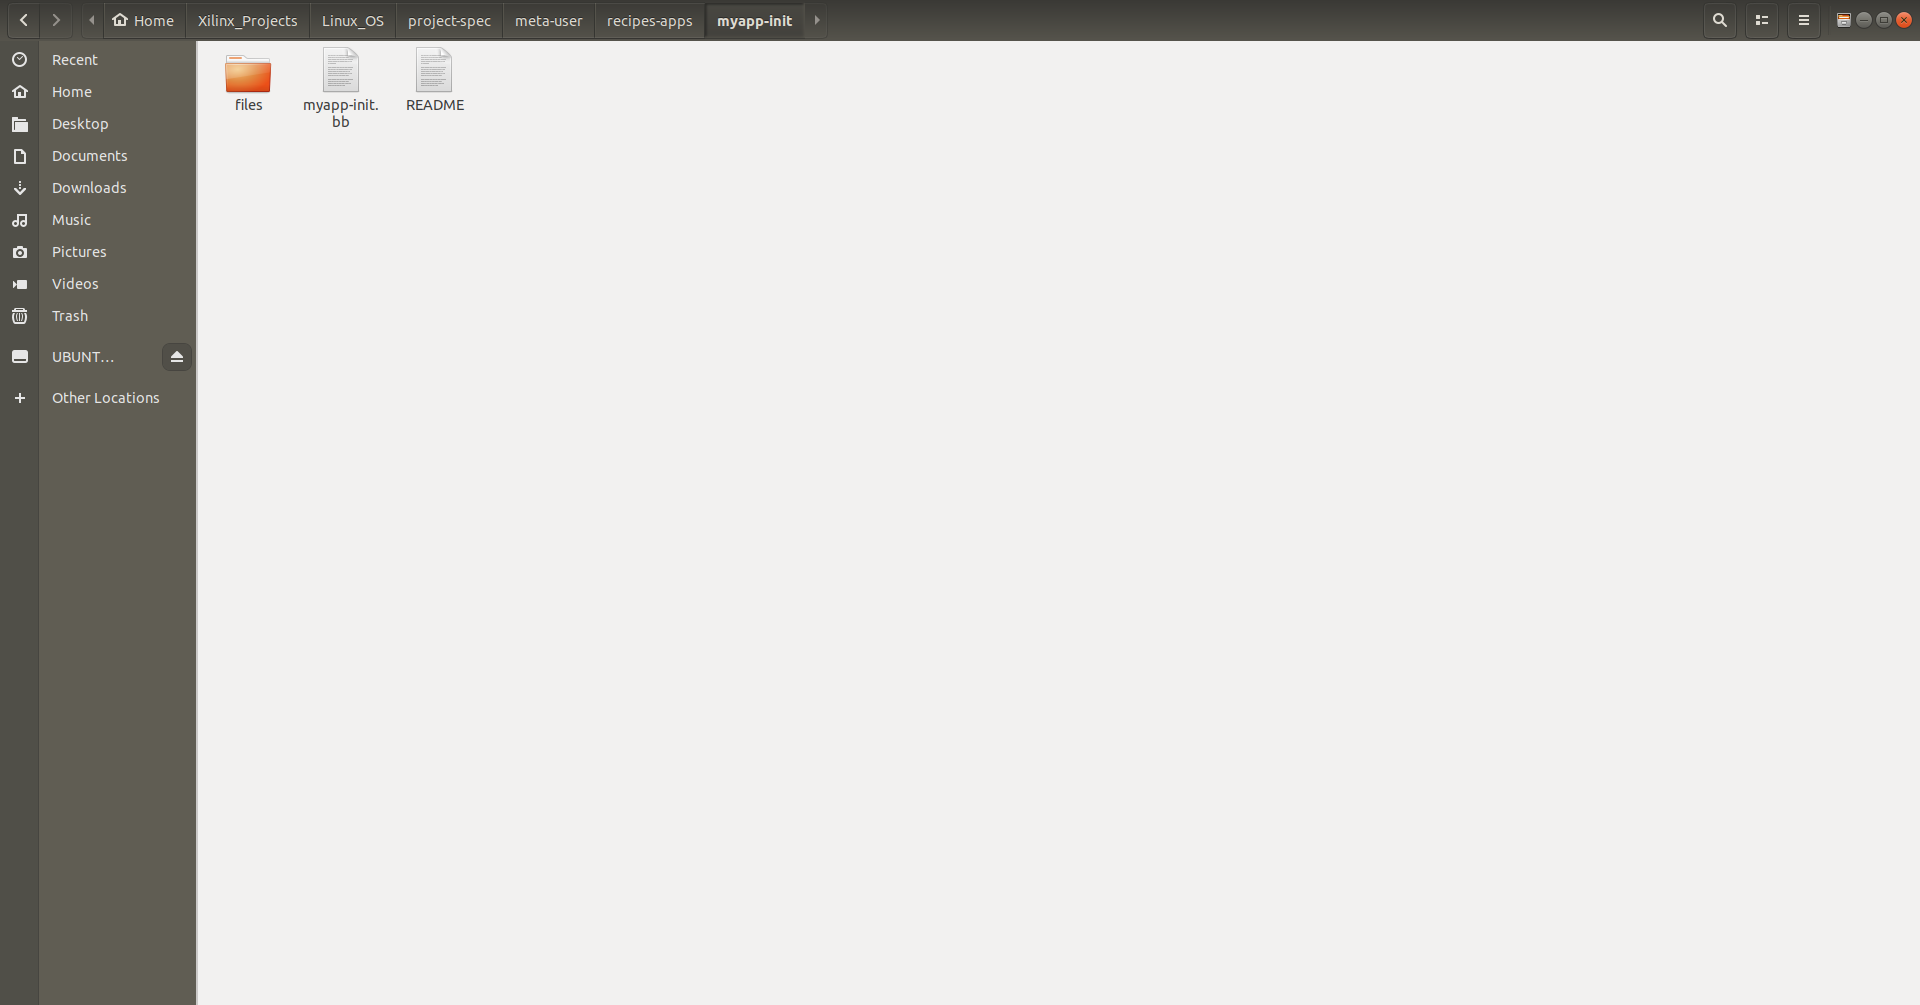 Home Xilinx_Projects Linux_OS project-spec meta-user recipes-apps myapp-init
Recent
Home
Desktop
Documents
Downloads
Music
Pictures
Videos
Trash
UBUNT...
Other Locations
files
myapp-init.
bb
README